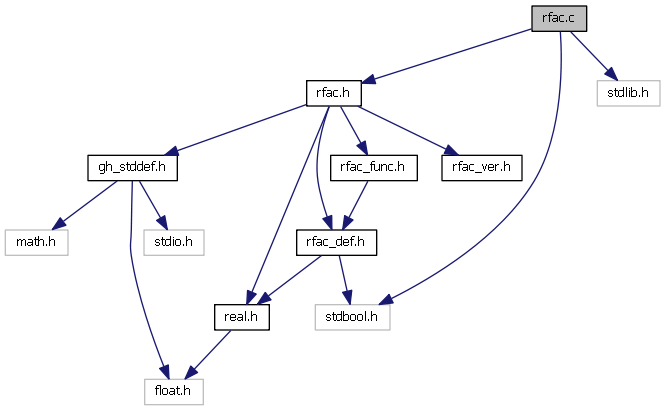 rfac.c
rfac.h
stdlib.h
gh_stddef.h
rfac_func.h
rfac_ver.h
math.h
stdio.h
rfac_def.h
real.h
stdbool.h
float.h